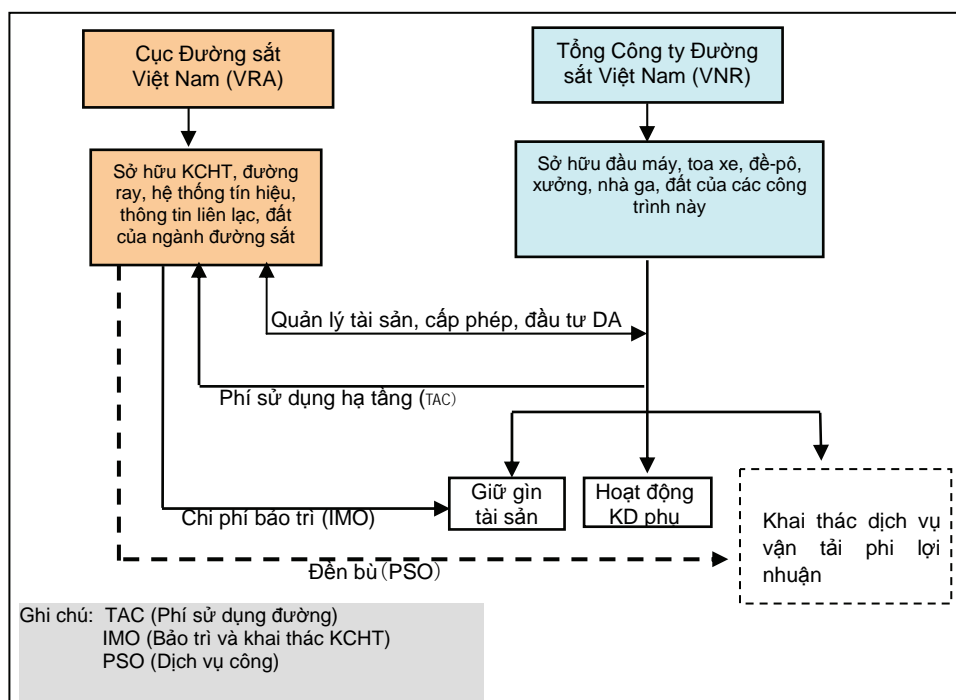 Cục Đường sắt
Việt Nam (VRA)
Tổng Công ty Đường
sắt Việt Nam (VNR)
Sở hữu KCHT, đường
ray, hệ thống tín hiệu,
thông tin liên lạc, đất
của ngành đường sắt
Sở hữu đầu máy, toa xe, đề-pô,
xưởng, nhà ga, đất của các công
trình này
Quản lý tài sản, cấp phép, đầu tư DA
Phí sử dụng hạ tầng (TAC)
Giữ gìn
tài sản
Hoạt động
KD phụ
Khai thác dịch vụ
vận tải phi lợi
nhuận
Chi phí bảo trì (IMO)
Đền bù (PSO)
Ghi chú: TAC (Phí sử dụng đường)
IMO (Bảo trì và khai thác KCHT)
PSO (Dịch vụ công)